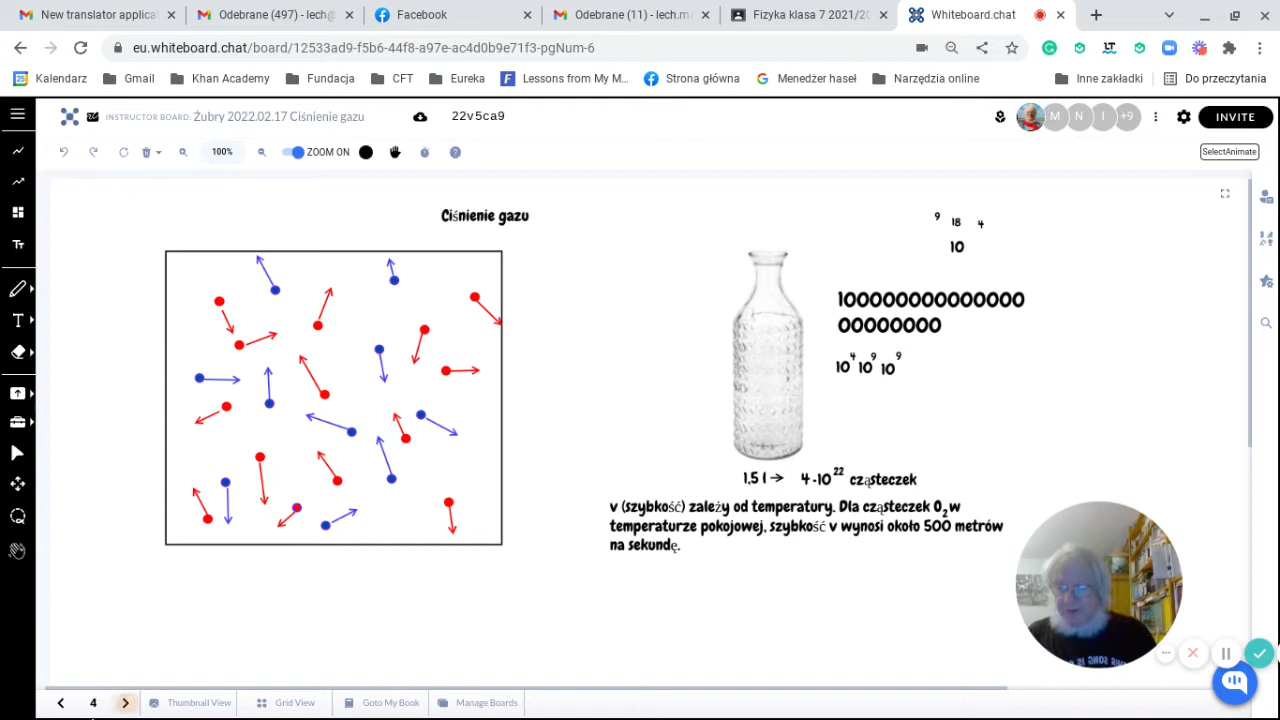 New translator applica
Odebrane (497) - lech@
Facebook
Odebrane (11) - lech.ma
Fizyka klasa 7 2021/20
Whiteboard.chat
eu.whiteboard.chat/board/12533ad9-f5b6-44f8-a97e-ac4d0b9e71f3-pgNum-6
Kalendarz
Gmail
Khan Academy
Fundacja
CFT
Eureka
Lessons from My M...
Strona główna
Menedżer haseł
Narzędzia online
Inne zakładki
Do przeczytania
INSTRUCTOR BOARD: Żubry 2022.02.17 Ciśnienie gazu
22v5ca9
M N I +9
INVITE
100%
ZOOM ON
SelectAnimate
Ciśnienie gazu
9 18 4
10
100000000000000
00000000
10⁴ 10⁹ 10⁹
1,5 l → 4 · 10²² cząsteczek
v (szybkość) zależy od temperatury. Dla cząsteczek O₂ w
temperaturze pokojowej, szybkość v wynosi około 500 metrów
na sekundę.
4
Thumbnail View
Grid View
Goto My Book
Manage Boards